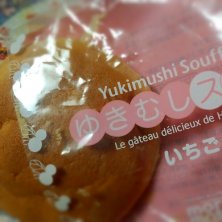 Yukimushi Souf
ゆきむしス
Le gâteau délicieux de H
いちご